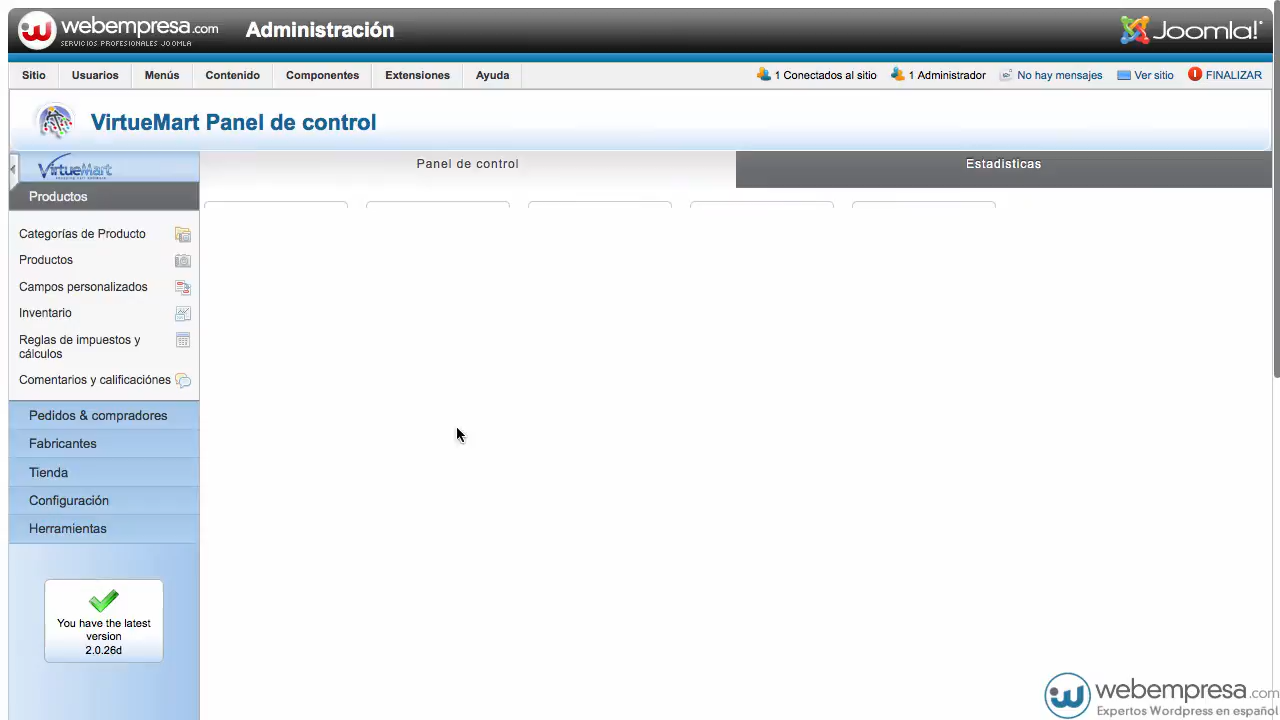 webempresa.com
SERVICIOS PROFESIONALES JOOMLA
Administración
Joomla!
Sitio
Usuarios
Menús
Contenido
Componentes
Extensiones
Ayuda
1 Conectados al sitio
1 Administrador
No hay mensajes
Ver sitio
FINALIZAR
VirtueMart Panel de control
VirtueMart
Panel de control
Estadisticas
Productos
Categorías de Producto
Productos
Campos personalizados
Inventario
Reglas de impuestos y
cálculos
Comentarios y calificaciónes
Pedidos & compradores
Fabricantes
Tienda
Configuración
Herramientas
You have the latest
version
2.0.26d
webempresa.com
Expertos Wordpress en español